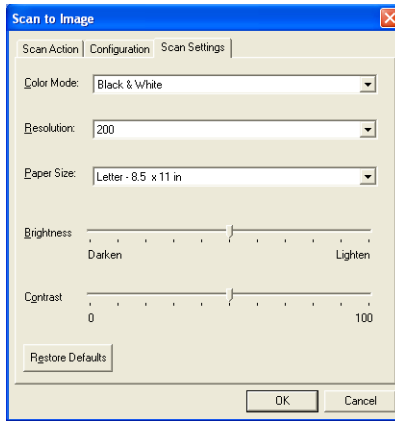 Scan to Image
Scan Action Configuration Scan Settings
Color Mode: Black & White
Resolution: 200
Paper Size: Letter - 8.5 x 11 in
Brightness
Darken Lighten
Contrast
0 100
Restore Defaults
OK Cancel